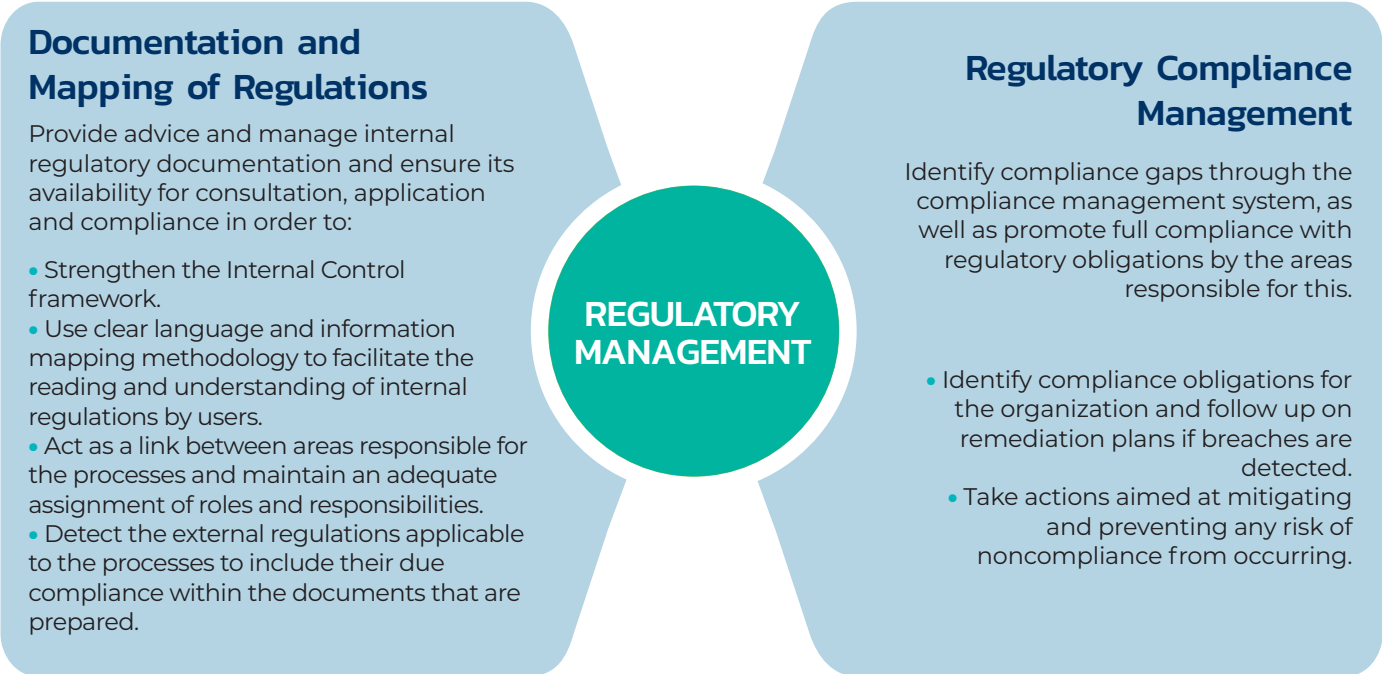 Documentation and
Mapping of Regulations
Provide advice and manage internal
regulatory documentation and ensure its
availability for consultation, application
and compliance in order to:
• Strengthen the Internal Control
framework.
• Use clear language and information
mapping methodology to facilitate the
reading and understanding of internal
regulations by users.
• Act as a link between areas responsible for
the processes and maintain an adequate
assignment of roles and responsibilities.
• Detect the external regulations applicable
to the processes to include their due
compliance within the documents that are
prepared.
REGULATORY
MANAGEMENT
Regulatory Compliance
Management
Identify compliance gaps through the
compliance management system, as
well as promote full compliance with
regulatory obligations by the areas
responsible for this.
• Identify compliance obligations for
the organization and follow up on
remediation plans if breaches are
detected.
• Take actions aimed at mitigating
and preventing any risk of
noncompliance from occurring.